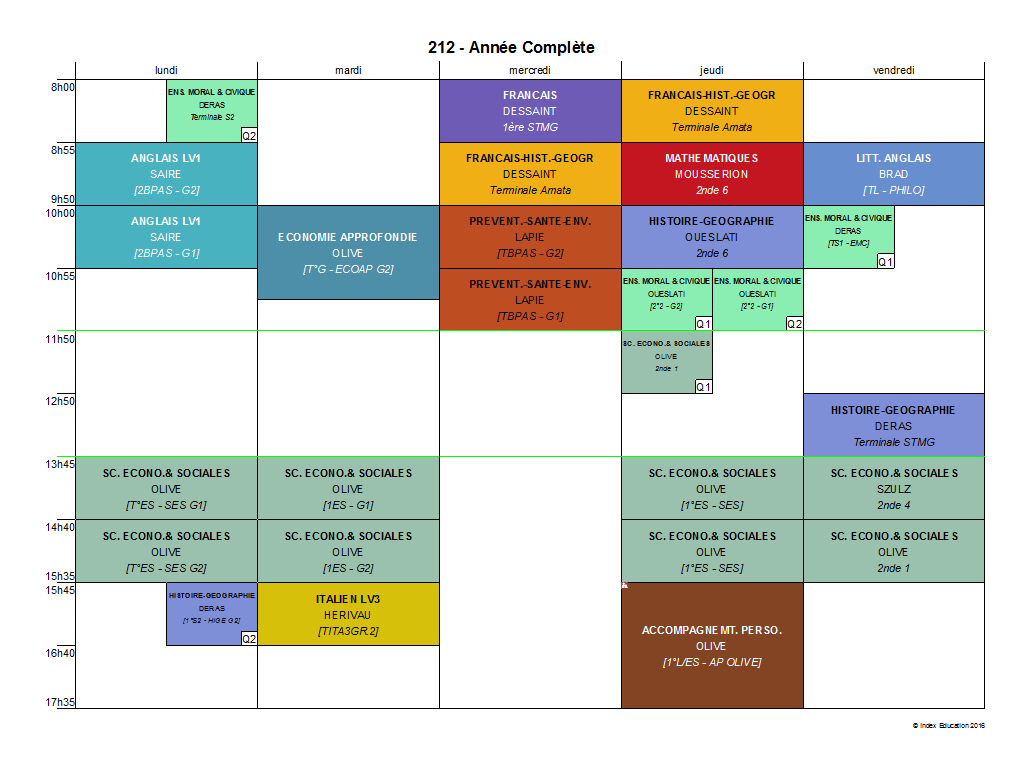 212 - Année Complète
lundi
mardi
mercredi
jeudi
vendredi
8h00
ENS. MORAL & CIVIQUE
DERAS
Terminale S2
Q2
FRANCAIS
DESSAINT
1ère STMG
FRANCAIS-HIST.-GEOGR
DESSAINT
Terminale Amata
8h55
ANGLAIS LV1
SAIRE
[2BPAS - G2]
FRANCAIS-HIST.-GEOGR
DESSAINT
Terminale Amata
MATHEMATIQUES
MOUSSERION
2nde 6
LITT. ANGLAIS
BRAD
[TL - PHILO]
9h50
10h00
ANGLAIS LV1
SAIRE
[2BPAS - G1]
ECONOMIE APPROFONDIE
OLIVE
[T°G - ECOAP G2]
PREVENT.-SANTE-ENV.
LAPIE
[TBPAS - G2]
HISTOIRE-GEOGRAPHIE
OUESLATI
2nde 6
ENS. MORAL & CIVIQUE
DERAS
[TS1 - EMC]
Q1
10h55
PREVENT.-SANTE-ENV.
LAPIE
[TBPAS - G1]
ENS. MORAL & CIVIQUE
OUESLATI
[2°2 - G2]
Q1
ENS. MORAL & CIVIQUE
OUESLATI
[2°2 - G1]
Q2
11h50
SC. ECONO.& SOCIALES
OLIVE
2nde 1
Q1
12h50
HISTOIRE-GEOGRAPHIE
DERAS
Terminale STMG
13h45
SC. ECONO.& SOCIALES
OLIVE
[T°ES - SES G1]
SC. ECONO.& SOCIALES
OLIVE
[1ES - G1]
SC. ECONO.& SOCIALES
OLIVE
[1°ES - SES]
SC. ECONO.& SOCIALES
SZULZ
2nde 4
14h40
SC. ECONO.& SOCIALES
OLIVE
[T°ES - SES G2]
SC. ECONO.& SOCIALES
OLIVE
[1ES - G2]
SC. ECONO.& SOCIALES
OLIVE
[1°ES - SES]
SC. ECONO.& SOCIALES
OLIVE
2nde 1
15h35
15h45
HISTOIRE-GEOGRAPHIE
DERAS
[1°S2 - HIGE G2]
Q2
ITALIEN LV3
HERIVAU
[TITA3GR.2]
ACCOMPAGNEMT. PERSO.
OLIVE
[1°L/ES - AP OLIVE]
16h40
17h35
© Index Education 2016